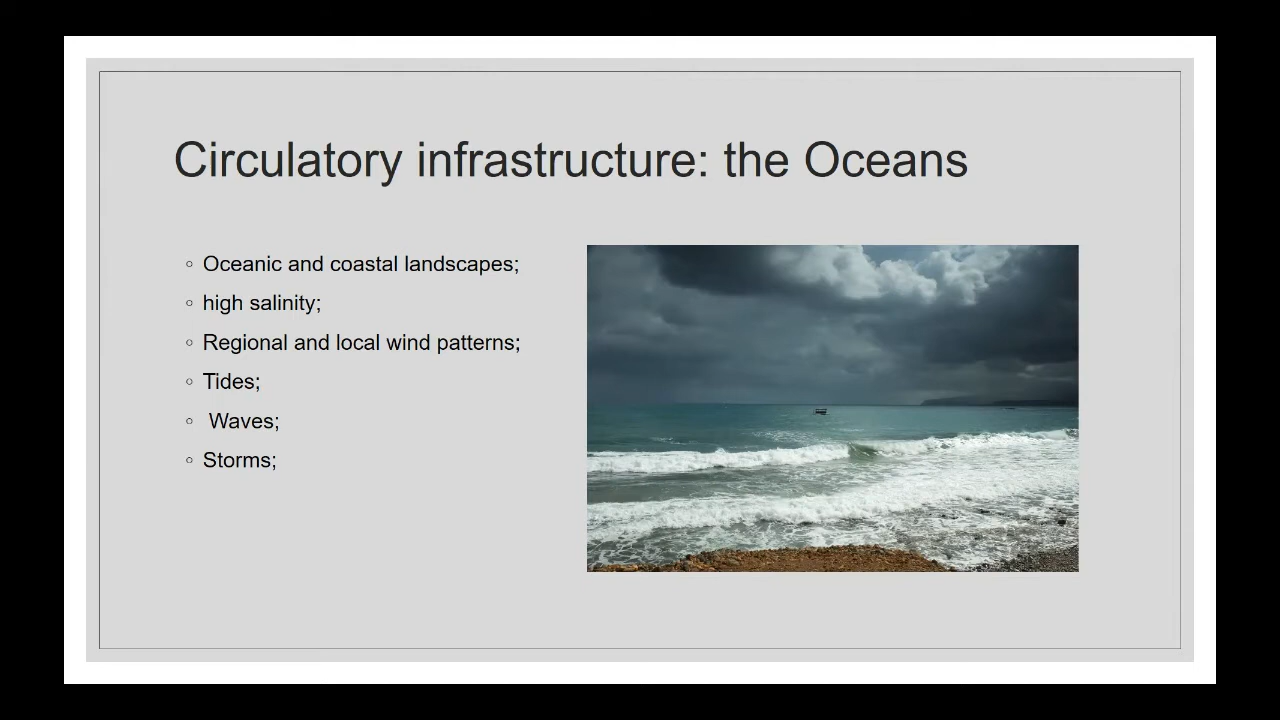 Circulatory infrastructure: the Oceans
◦ Oceanic and coastal landscapes;
◦ high salinity;
◦ Regional and local wind patterns;
◦ Tides;
◦ Waves;
◦ Storms;